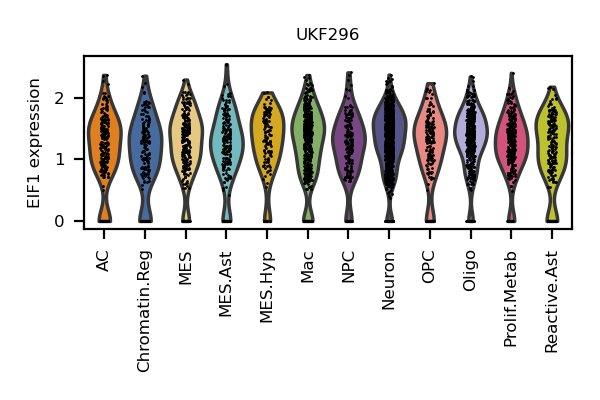 UKF296
EIF1 expression
2
1
0
AC
Chromatin.Reg
MES
MES.Ast
MES.Hyp
Mac
NPC
Neuron
OPC
Oligo
Prolif.Metab
Reactive.Ast